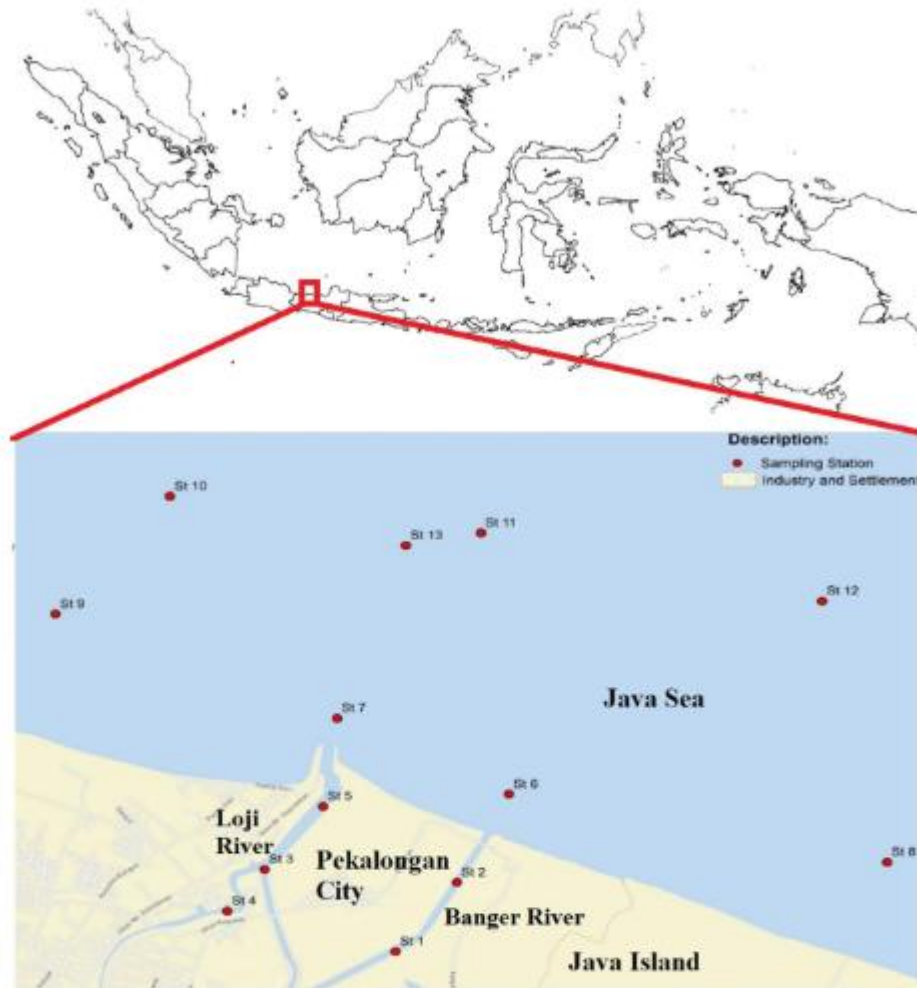 Description:
Sampling Station
Industry and Settlement
St 10
St 13
St 11
St 9
St 12
Java Sea
St 7
St 6
St 5
Loji
River
St 3
Pekalongan
City
St 2
St 8
St 4
Banger River
St 1
Java Island